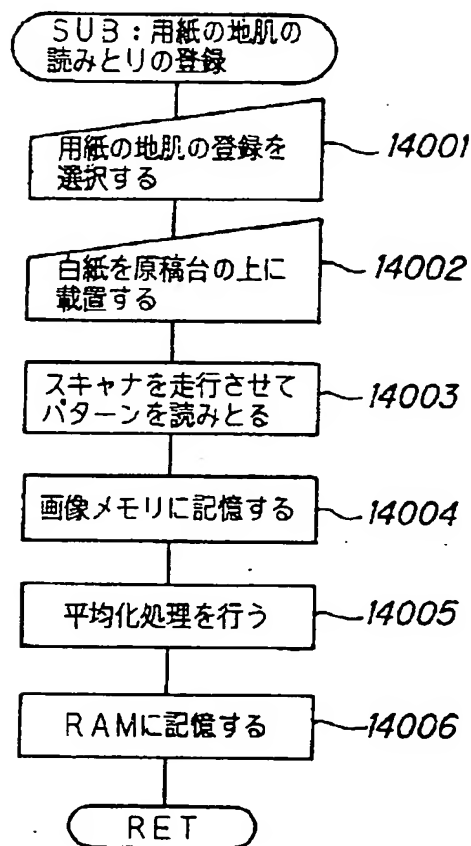 SUB：用紙の地肌の
読みとりの登録
用紙の地肌の登録を
選択する
14001
白紙を原稿台の上に
載置する
14002
スキャナを走行させて
パターンを読みとる
14003
画像メモリに記憶する
14004
平均化処理を行う
14005
RAMに記憶する
14006
RET